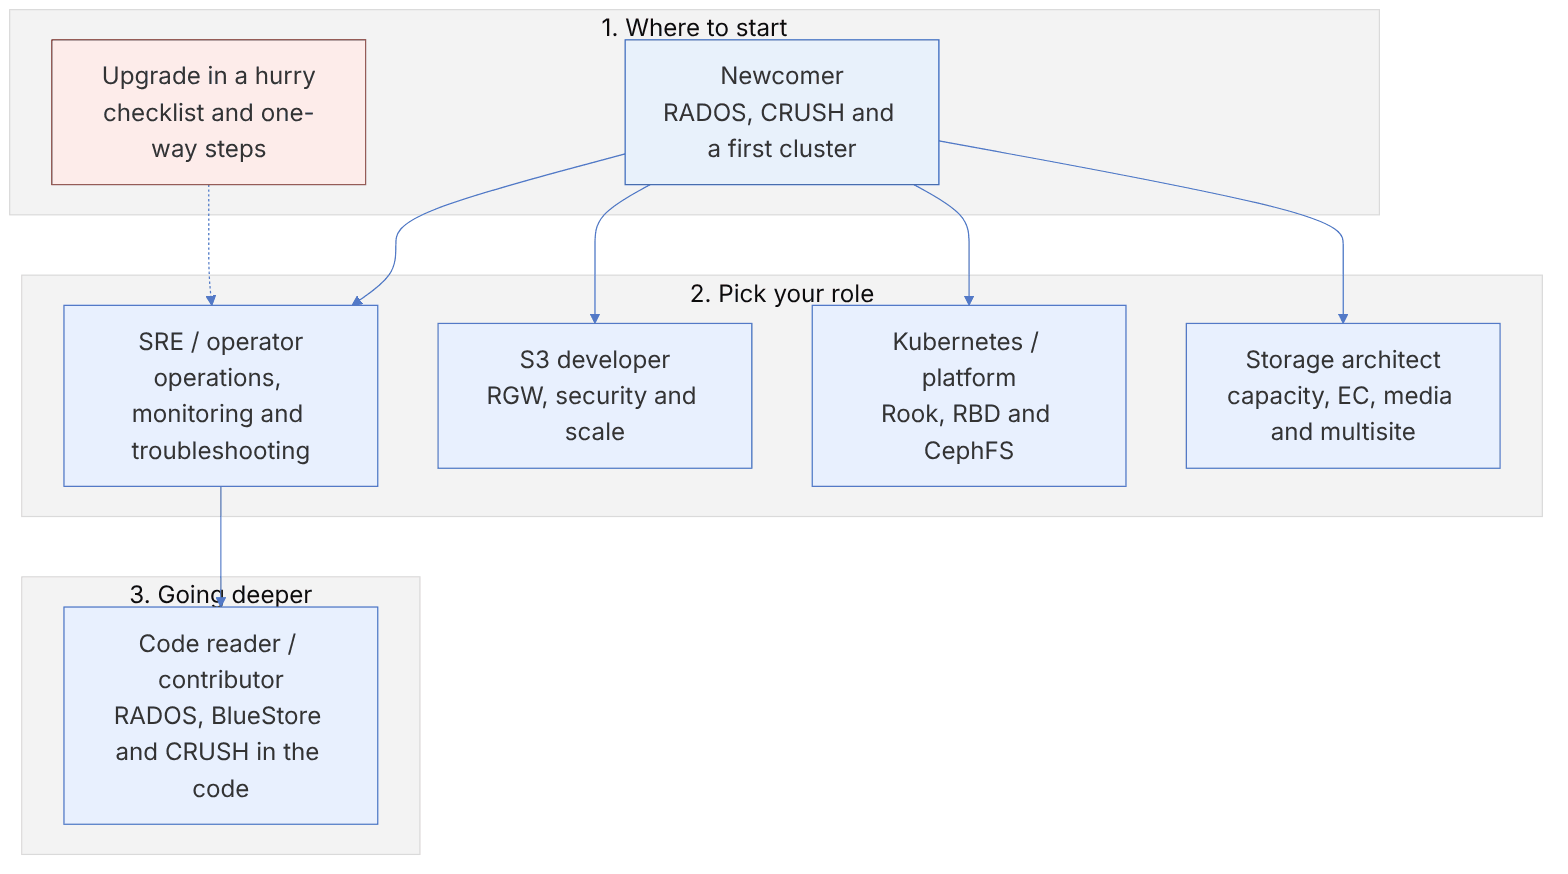 1. Where to start
Upgrade in a hurry
checklist and one-
way steps
Newcomer
RADOS, CRUSH and
a first cluster
2. Pick your role
SRE / operator
operations,
monitoring and
troubleshooting
S3 developer
RGW, security and
scale
Kubernetes /
platform
Rook, RBD and
CephFS
Storage architect
capacity, EC, media
and multisite
3. Going deeper
Code reader /
contributor
RADOS, BlueStore
and CRUSH in the
code